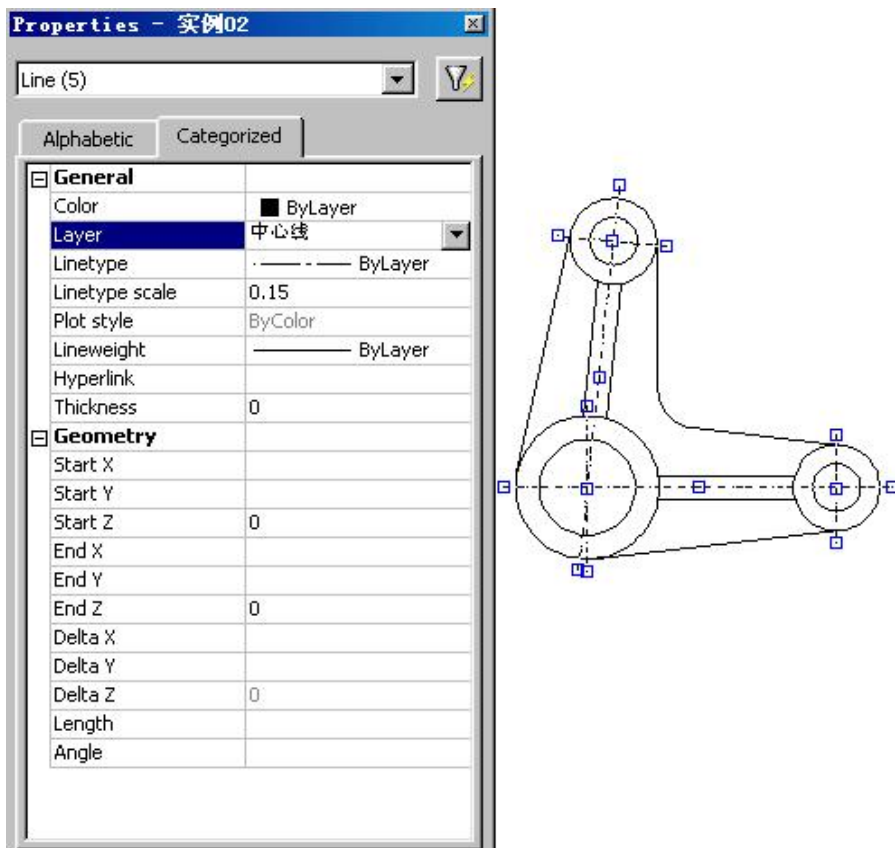 Properties - 实例02
Line (5)
Alphabetic Categorized
General
Color ByLayer
Layer 中心线
Linetype ByLayer
Linetype scale 0.15
Plot style ByColor
Lineweight ByLayer
Hyperlink
Thickness 0
Geometry
Start X
Start Y
Start Z 0
End X
End Y
End Z 0
Delta X
Delta Y
Delta Z 0
Length
Angle